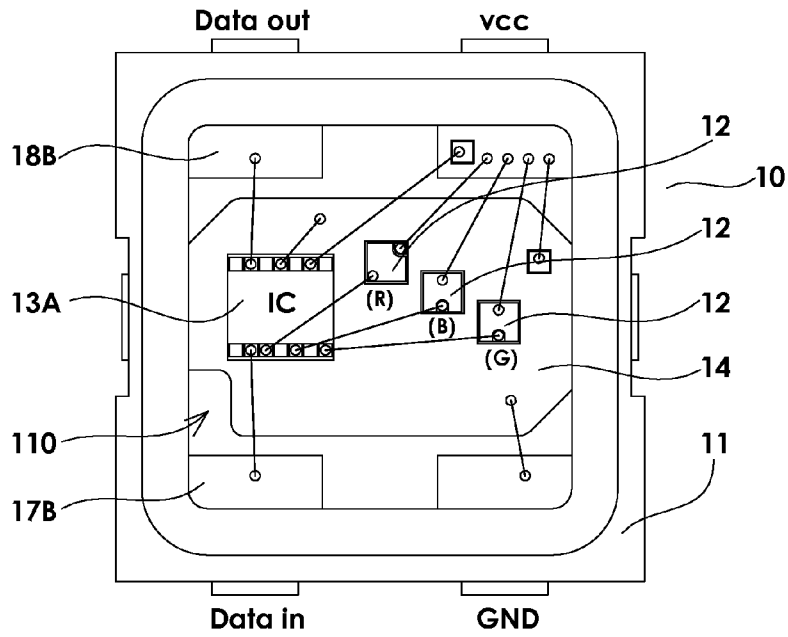 Data out
vcc
18B
12
10
12
13A
IC
(R)
12
(B)
(G)
14
110
11
17B
Data in
GND